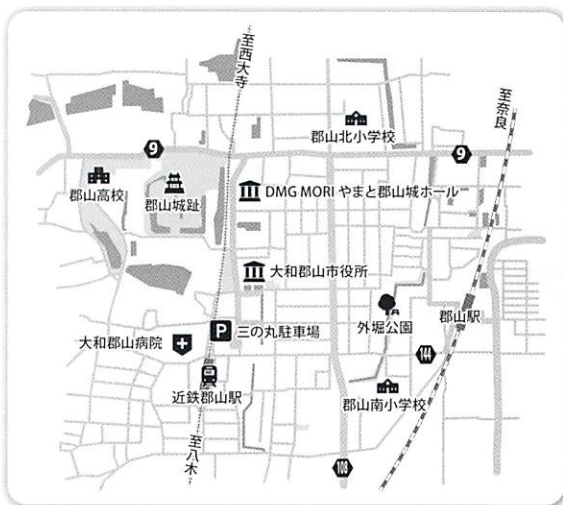 至西大寺
至奈良
郡山北小学校
9
9
郡山高校
郡山城趾
DMG MORI やまと郡山城ホール
大和郡山市役所
外堀公園
郡山駅
P
三の丸駐車場
大和郡山病院
144
近鉄郡山駅
郡山南小学校
至八木
108